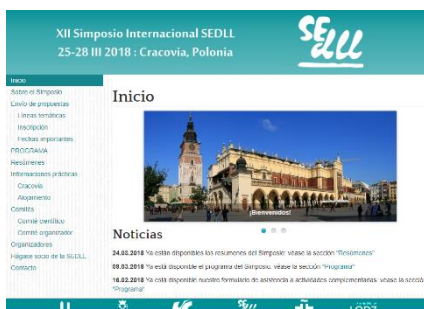 XII Simposio Internacional SEDLL
25-28 III 2018 : Cracovia, Polonia
SEDLL
Inicio
Sobre el Simposio
Envío de propuestas
Líneas temáticas
Inscripción
Fechas importantes
PROGRAMA
Resúmenes
Informaciones prácticas
Cracovia
Alojamiento
Comités
Comité científico
Comité organizador
Organizadores
Hágase socio de la SEDLL
Contacto
Inicio
¡Bienvenidos!
Noticias
24.03.2018 Ya están disponibles los resúmenes del Simposio: véase la sección "Resúmenes"
09.03.2018 Ya está disponible el programa del Simposio: véase la sección "Programa"
16.02.2018 Ya está disponible nuestro formulario de asistencia a actividades complementarias: véase la sección
"Programa"